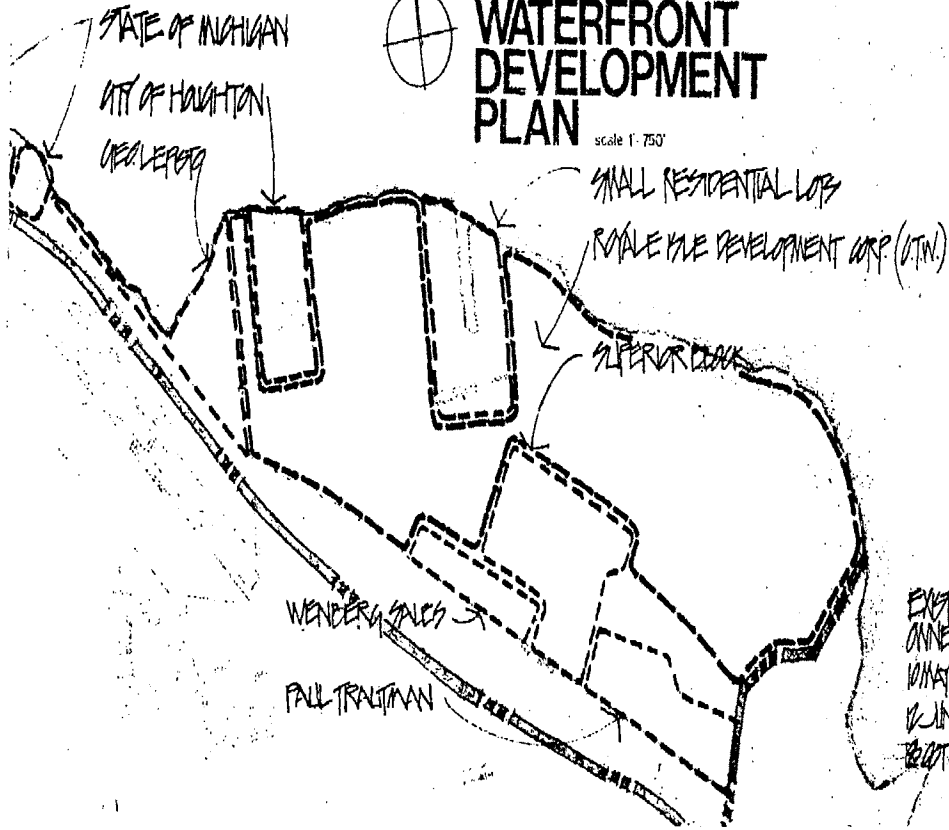 WATERFRONT
DEVELOPMENT
PLAN
scale 1"-750'
STATE OF MICHIGAN
CITY OF HOUGHTON
SMALL RESIDENTIAL LOTS
ROYALE ISLE DEVELOPMENT CORP. (U.T.W.)
SUPERIOR BLOCK
WENBERG SALES
PAUL TRAUTMAN